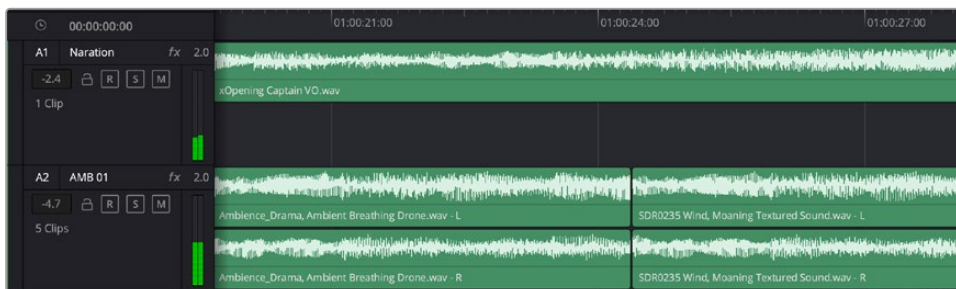 00:00:00:00 01:00:21:00 01:00:24:00 01:00:27:00
A1 Naration fx 2.0
-2.4 R S M
1 Clip
xOpening Captain VO.wav
A2 AMB 01 fx 2.0
-4.7 R S M
5 Clips
Ambience_Drama, Ambient Breathing Drone.wav - L SDR0235 Wind, Moaning Textured Sound.wav - L
Ambience_Drama, Ambient Breathing Drone.wav - R SDR0235 Wind, Moaning Textured Sound.wav - R